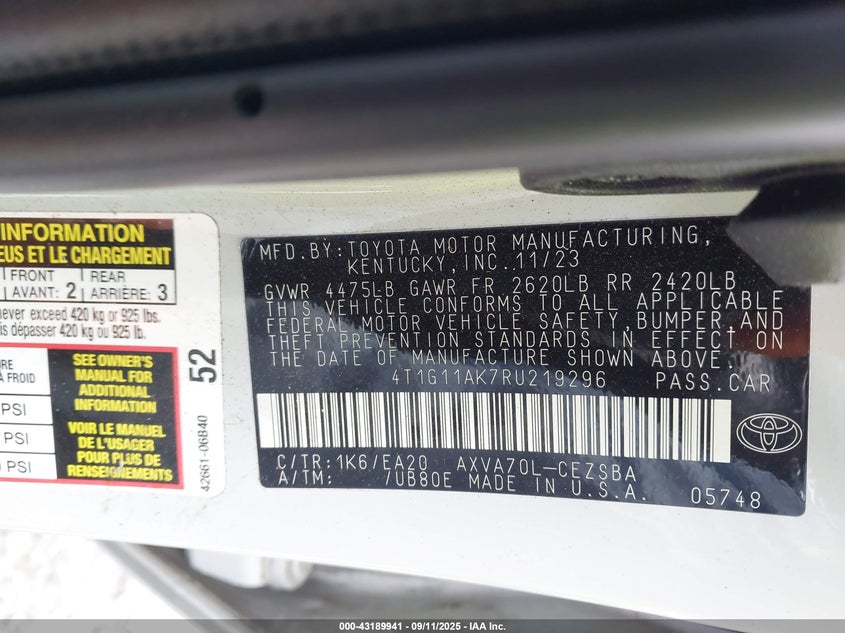 INFORMATION
EUS ET LE CHARGEMENT
FRONT
AVANT: 2
REAR
ARRIÈRE: 3
never exceed 420 kg or 925 lbs.
dépasser 420 kg ou 925 lb.
À FROID
PSI
PSI
PSI
SEE OWNER'S
MANUAL FOR
ADDITIONAL
INFORMATION
VOIR LE MANUEL
DE L'USAGER
POUR PLUS DE
RENSEIGNEMENTS
52
42661-06B40
MFD.BY:TOYOTA MOTOR MANUFACTURING,
KENTUCKY,INC. 11/23
GVWR 4475LB GAWR FR 2620LB RR 2420LB
THIS VEHICLE CONFORMS TO ALL APPLICABLE
FEDERAL MOTOR VEHICLE SAFETY,BUMPER,AND
THEFT PREVENTION STANDARDS IN EFFECT ON
THE DATE OF MANUFACTURE SHOWN ABOVE.
4T1G11AK7RU219296 PASS.CAR
C/TR:1K6/EA20 AXVA70L-CEZSBA
A/TM: /UB80E MADE IN U.S.A. 05748
000-43189941 - 09/11/2025 - IAA Inc.